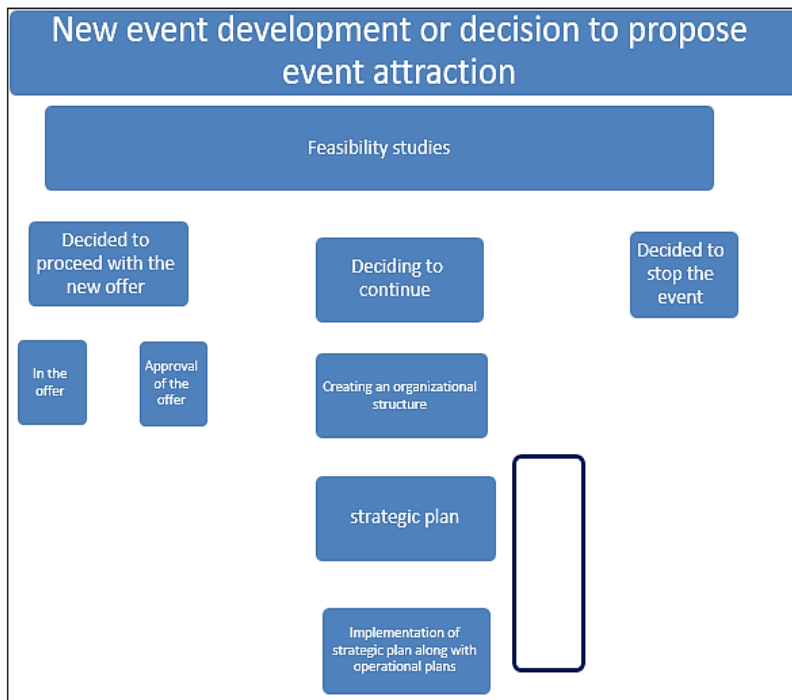 New event development or decision to propose
event attraction
Feasibility studies
Decided to
proceed with the
new offer
Deciding to
continue
Decided to
stop the
event
In the
offer
Approval
of the
offer
Creating an organizational
structure
strategic plan
Implementation of
strategic plan along with
operational plans